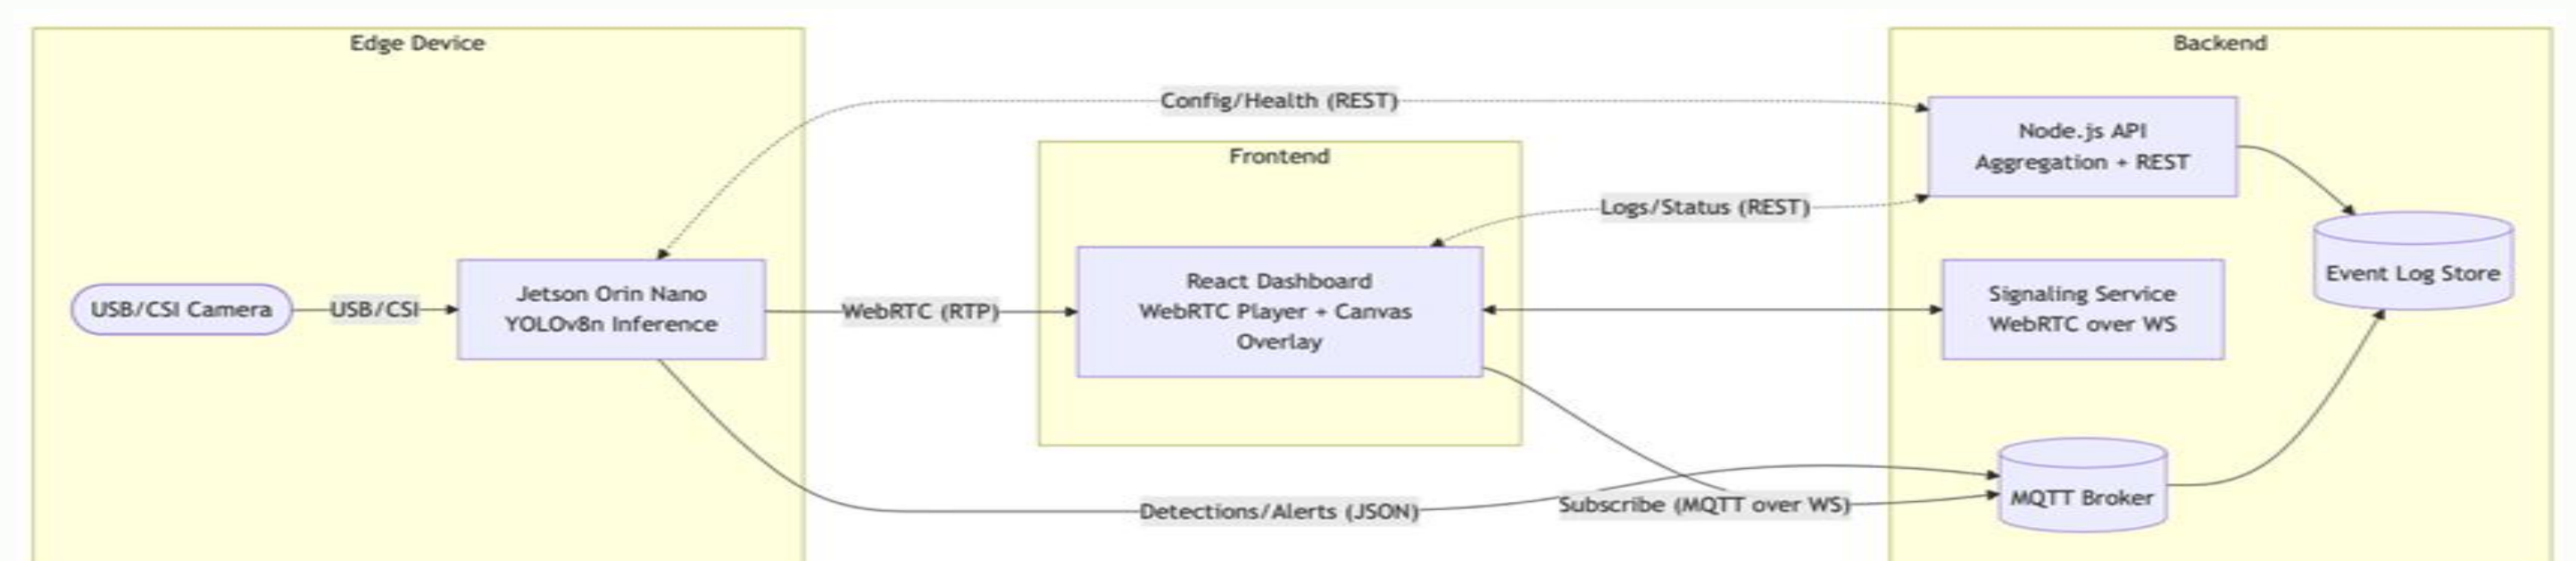 Edge Device
USB/CSI Camera
USB/CSI
Jetson Orin Nano
YOLOv8n Inference
Config/Health (REST)
WebRTC (RTP)
Frontend
React Dashboard
WebRTC Player + Canvas
Overlay
Logs/Status (REST)
Detections/Alerts (JSON)
Subscribe (MQTT over WS)
Backend
Node.js API
Aggregation + REST
Event Log Store
Signaling Service
WebRTC over WS
MQTT Broker